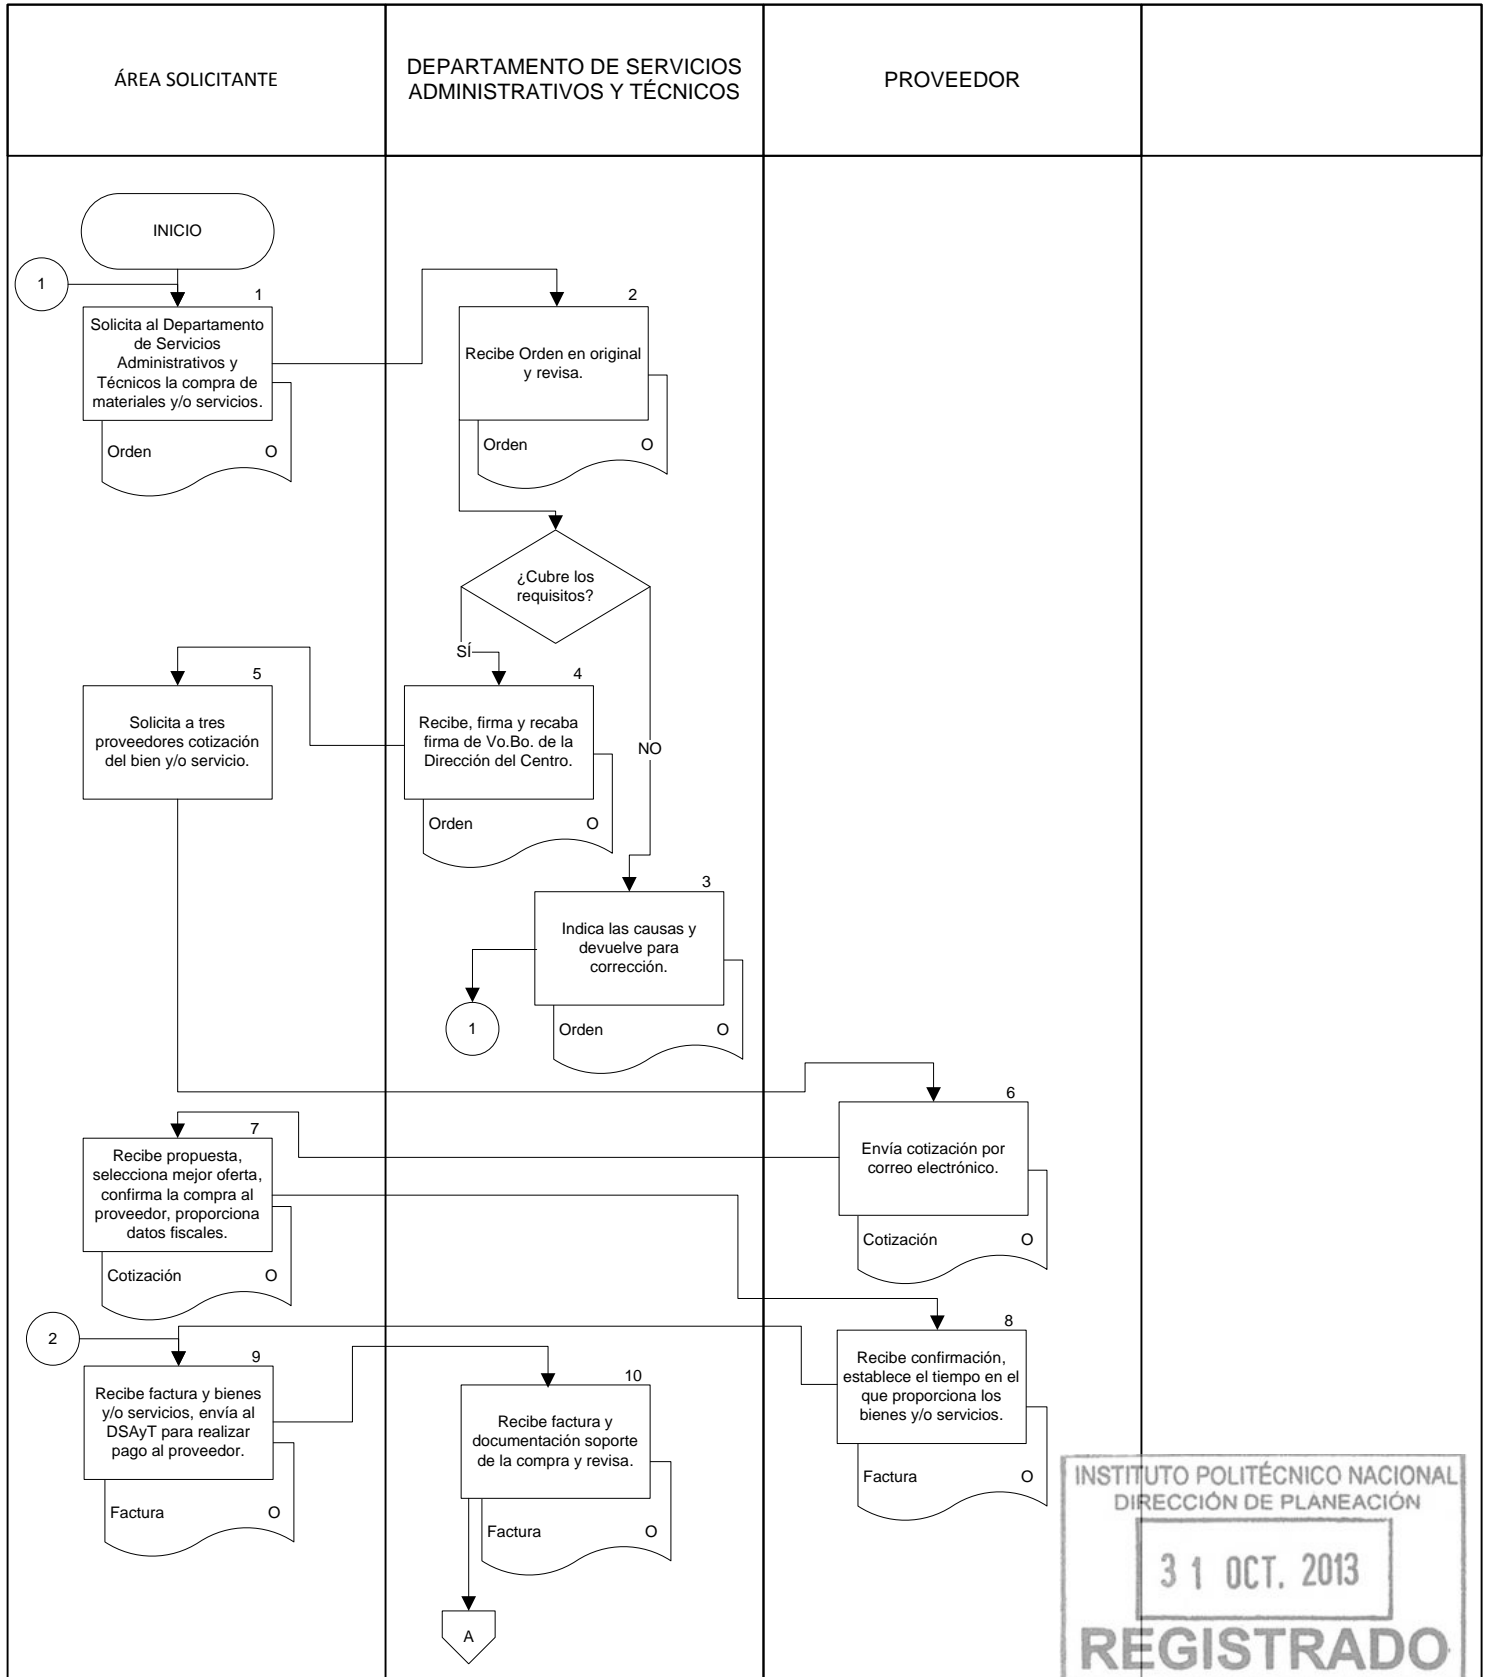 ÁREA SOLICITANTE
DEPARTAMENTO DE SERVICIOS
ADMINISTRATIVOS Y TÉCNICOS
PROVEEDOR
INICIO
1
1
Solicita al Departamento
de Servicios
Administrativos y
Técnicos la compra de
materiales y/o servicios.
Orden O
2
Recibe Orden en original
y revisa.
Orden O
¿Cubre los
requisitos?
SÍ
NO
5
Solicita a tres
proveedores cotización
del bien y/o servicio.
4
Recibe, firma y recaba
firma de Vo.Bo. de la
Dirección del Centro.
Orden O
3
Indica las causas y
devuelve para
corrección.
Orden O
1
6
Envía cotización por
correo electrónico.
Cotización O
7
Recibe propuesta,
selecciona mejor oferta,
confirma la compra al
proveedor, proporciona
datos fiscales.
Cotización O
8
Recibe confirmación,
establece el tiempo en el
que proporciona los
bienes y/o servicios.
Factura O
2
9
Recibe factura y bienes
y/o servicios, envía al
DSAyT para realizar
pago al proveedor.
Factura O
10
Recibe factura y
documentación soporte
de la compra y revisa.
Factura O
A
INSTITUTO POLITÉCNICO NACIONAL
DIRECCIÓN DE PLANEACIÓN
31 OCT. 2013
REGISTRADO